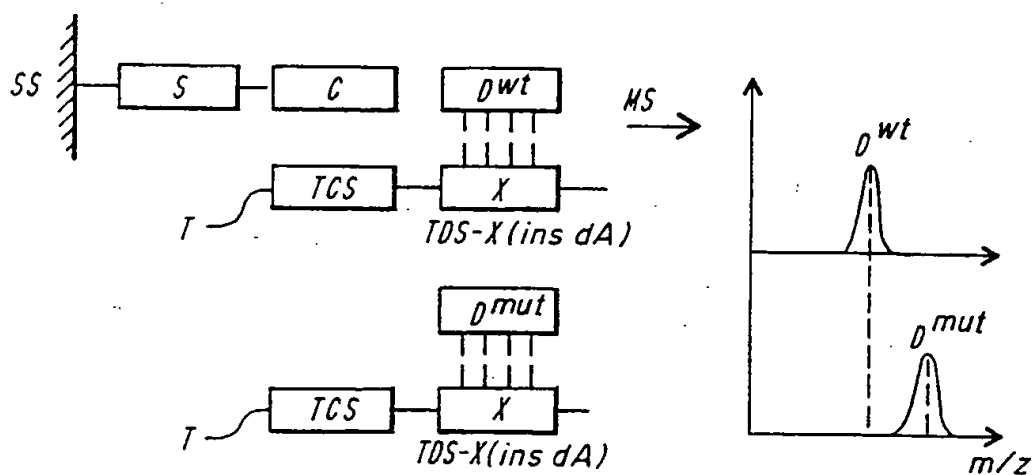 SS
S
C
D wt
MS
T
TCS
X
TDS-X(ins dA)
D mut
T
TCS
X
TDS-X(ins dA)
D wt
D mut
m/z